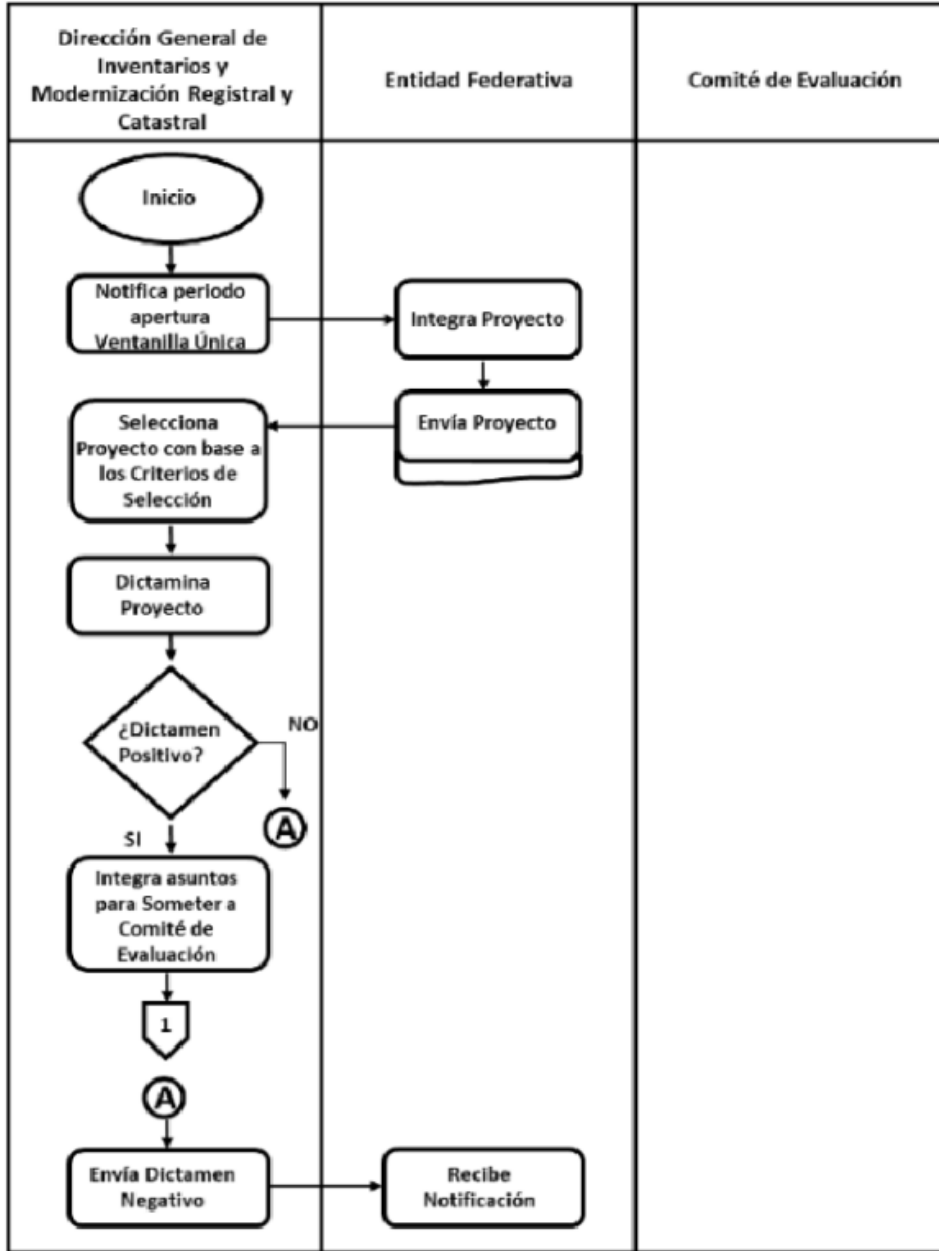 Dirección General de
Inventarios y
Modernización Registral y
Catastral
Entidad Federativa
Comité de Evaluación
Inicio
Notifica periodo
apertura
Ventanilla Única
Integra Proyecto
Envía Proyecto
Selecciona
Proyecto con base a
los Criterios de
Selección
Dictamina
Proyecto
¿Dictamen
Positivo?
NO
A
SI
Integra asuntos
para Someter a
Comité de
Evaluación
1
A
Envía Dictamen
Negativo
Recibe
Notificación